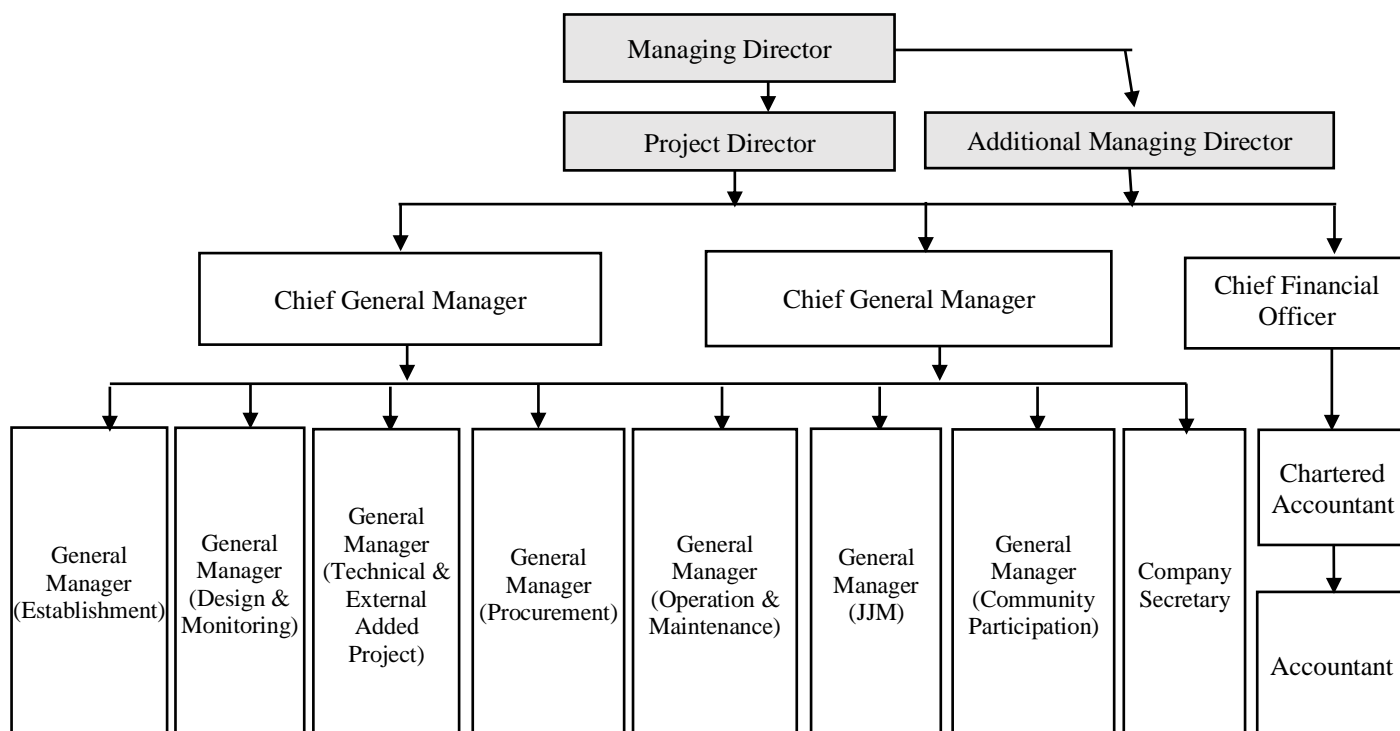 Managing Director
Project Director
Additional Managing Director
Chief General Manager
Chief General Manager
Chief Financial
Officer
General
Manager
(Establishment)
General
Manager
(Design &
Monitoring)
General
Manager
(Technical &
External
Added
Project)
General
Manager
(Procurement)
General
Manager
(Operation &
Maintenance)
General
Manager
(JJM)
General
Manager
(Community
Participation)
Company
Secretary
Chartered
Accountant
Accountant